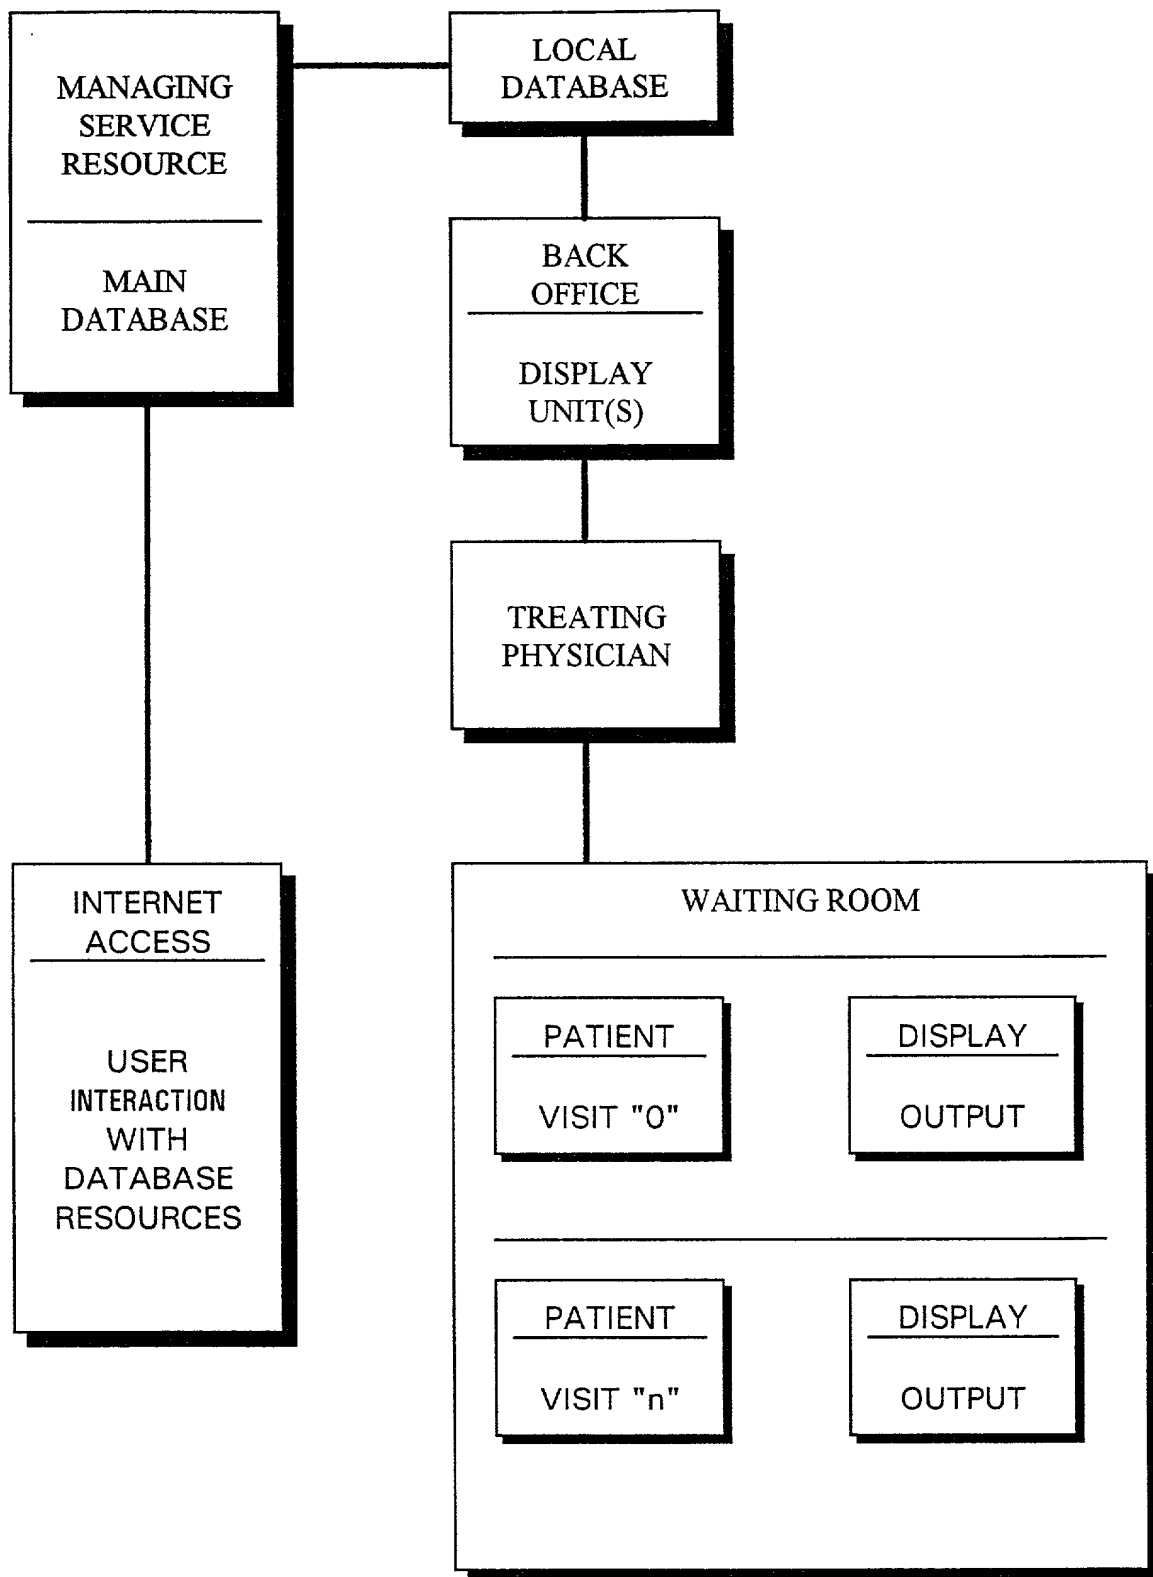 MANAGING
SERVICE
RESOURCE
MAIN
DATABASE
LOCAL
DATABASE
BACK
OFFICE
DISPLAY
UNIT(S)
TREATING
PHYSICIAN
INTERNET
ACCESS
USER
INTERACTION
WITH
DATABASE
RESOURCES
WAITING ROOM
PATIENT
VISIT "0"
DISPLAY
OUTPUT
PATIENT
VISIT "n"
DISPLAY
OUTPUT